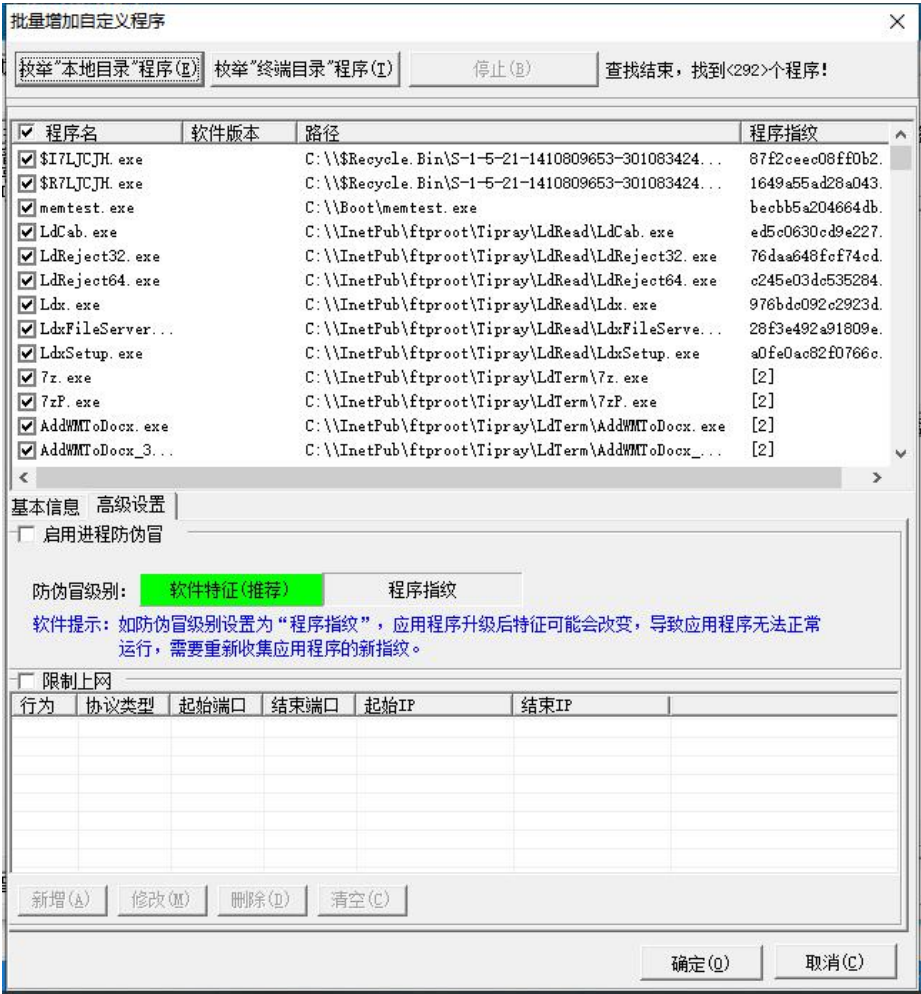 批量增加自定义程序
枚举"本地目录"程序(E) 枚举"终端目录"程序(I) 停止(B) 查找结束，找到<292>个程序!
程序名 软件版本 路径 程序指纹
$I7LJCJH.exe C:\\$Recycle.Bin\S-1-5-21-1410809653-301083424... 87f2ceec08ff0b2.
$R7LJCJH.exe C:\\$Recycle.Bin\S-1-5-21-1410809653-301083424... 1649a55ad28a043.
memtest.exe C:\\Boot\memtest.exe becbb5a204664db.
LdCab.exe C:\\InetPub\ftproot\Tipray\LdRead\LdCab.exe ed5c0630cd9e227.
LdReject32.exe C:\\InetPub\ftproot\Tipray\LdRead\LdReject32.exe 76daa648fcf74cd.
LdReject64.exe C:\\InetPub\ftproot\Tipray\LdRead\LdReject64.exe c245e03dc535284.
Ldx.exe C:\\InetPub\ftproot\Tipray\LdRead\Ldx.exe 976bdc092c2923d.
LdxFileServer... C:\\InetPub\ftproot\Tipray\LdRead\LdxFileServe... 28f3e492a91809e.
LdxSetup.exe C:\\InetPub\ftproot\Tipray\LdRead\LdxSetup.exe a0fe0ac82f0766c.
7z.exe C:\\InetPub\ftproot\Tipray\LdTerm\7z.exe [2]
7zP.exe C:\\InetPub\ftproot\Tipray\LdTerm\7zP.exe [2]
AddWMToDocx.exe C:\\InetPub\ftproot\Tipray\LdTerm\AddWMToDocx.exe [2]
AddWMToDocx_3... C:\\InetPub\ftproot\Tipray\LdTerm\AddWMToDocx_... [2]
基本信息 高级设置
启用进程防伪冒
防伪冒级别： 软件特征(推荐) 程序指纹
软件提示：如防伪冒级别设置为“程序指纹”，应用程序升级后特征可能会改变，导致应用程序无法正常
运行，需要重新收集应用程序的新指纹。
限制上网
行为 协议类型 起始端口 结束端口 起始IP 结束IP
新增(A) 修改(M) 删除(D) 清空(C)
确定(O) 取消(C)